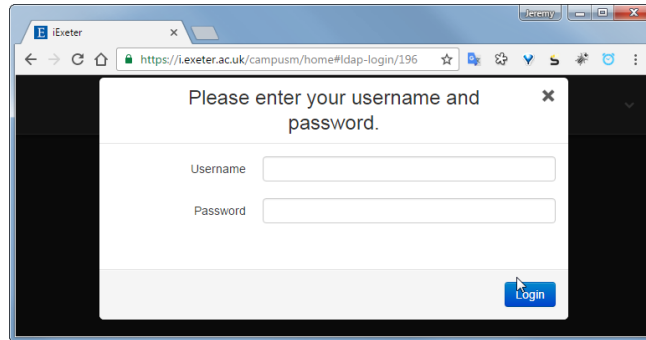 Jeremy
iExeter
https://i.exeter.ac.uk/campusm/home#ldap-login/196
Please enter your username and
password.
Username
Password
Login